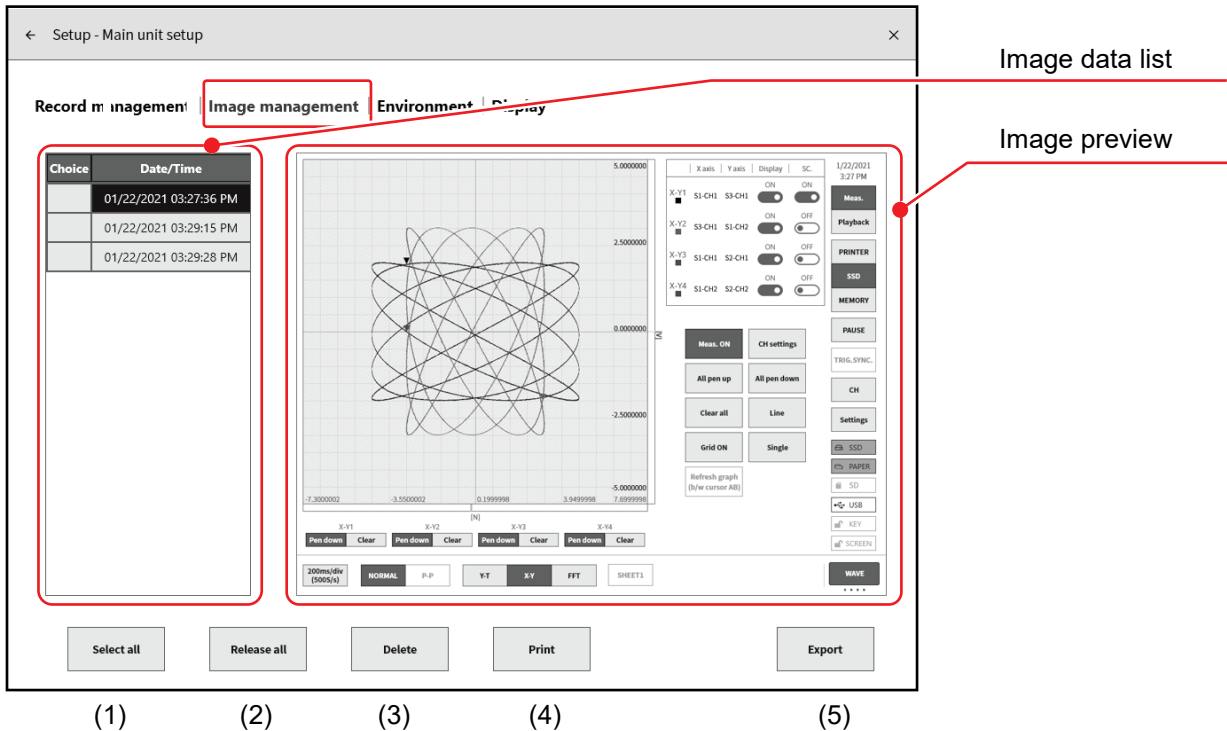 ← Setup - Main unit setup ×
Image data list
Record management | Image management | Environment | Display
Image preview
Choice Date/Time
01/22/2021 03:27:36 PM
01/22/2021 03:29:15 PM
01/22/2021 03:29:28 PM
5.0000000
2.5000000
0.0000000
-2.5000000
-5.0000000
[V]
-7.3000002 -3.5500002 0.1999998 3.9499998 7.6999998
[N]
X axis Y axis Display SC.
ON ON
X-Y1 S1-CH1 S3-CH1
ON OFF
X-Y2 S3-CH1 S1-CH2
ON OFF
X-Y3 S1-CH1 S2-CH1
ON OFF
X-Y4 S1-CH2 S2-CH2
Meas. ON CH settings
All pen up All pen down
Clear all Line
Grid ON Single
Refresh graph
(b/w cursor AB)
1/22/2021
3:27 PM
Meas.
Playback
PRINTER
SSD
MEMORY
PAUSE
TRIG.SYNC.
CH
Settings
SSD
PAPER
SD
USB
KEY
SCREEN
X-Y1 X-Y2 X-Y3 X-Y4
Pen down Clear Pen down Clear Pen down Clear Pen down Clear
200ms/div
(500S/s)
NORMAL P-P Y-T X-Y FFT SHEET1 WAVE
Select all Release all Delete Print Export
(1) (2) (3) (4) (5)